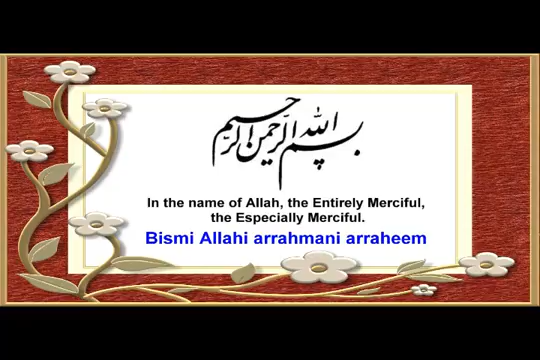 بسم الله الرحمن الرحيم
In the name of Allah, the Entirely Merciful,
the Especially Merciful.
Bismi Allahi arrahmani arraheem